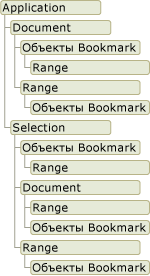 Application
Document
Объекты Bookmark
Range
Range
Объекты Bookmark
Selection
Объекты Bookmark
Range
Document
Range
Объекты Bookmark
Range
Объекты Bookmark